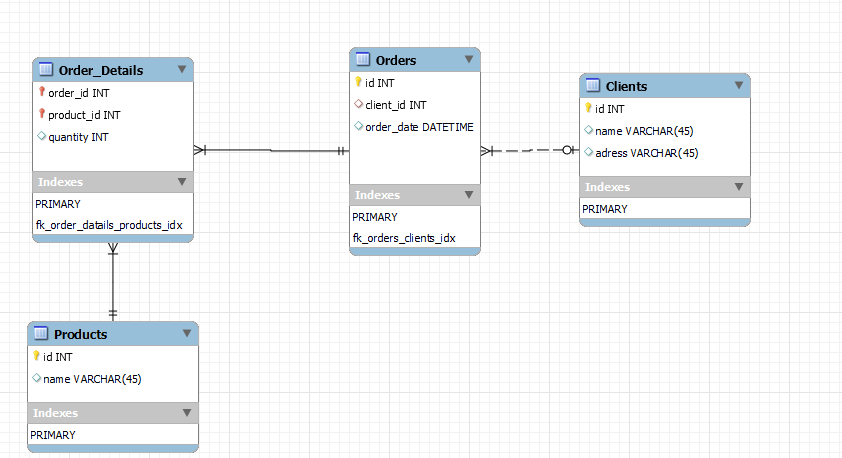 Order_Details
order_id INT
product_id INT
quantity INT
Indexes
PRIMARY
fk_order_datails_products_idx
Orders
id INT
client_id INT
order_date DATETIME
Indexes
PRIMARY
fk_orders_clients_idx
Clients
id INT
name VARCHAR(45)
adress VARCHAR(45)
Indexes
PRIMARY
Products
id INT
name VARCHAR(45)
Indexes
PRIMARY